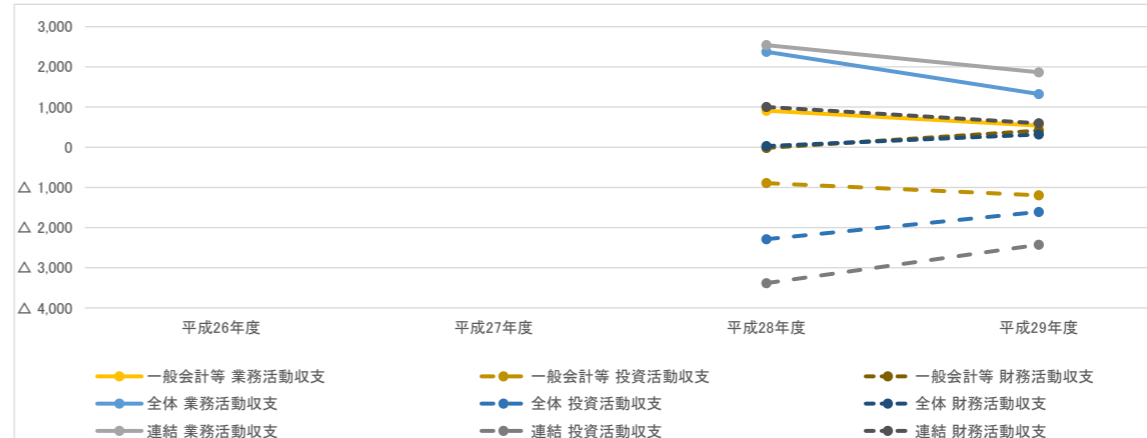 3,000
2,000
1,000
0
△ 1,000
△ 2,000
△ 3,000
△ 4,000
平成26年度 平成27年度 平成28年度 平成29年度
一般会計等 業務活動収支 一般会計等 投資活動収支 一般会計等 財務活動収支
全体 業務活動収支 全体 投資活動収支 全体 財務活動収支
連結 業務活動収支 連結 投資活動収支 連結 財務活動収支